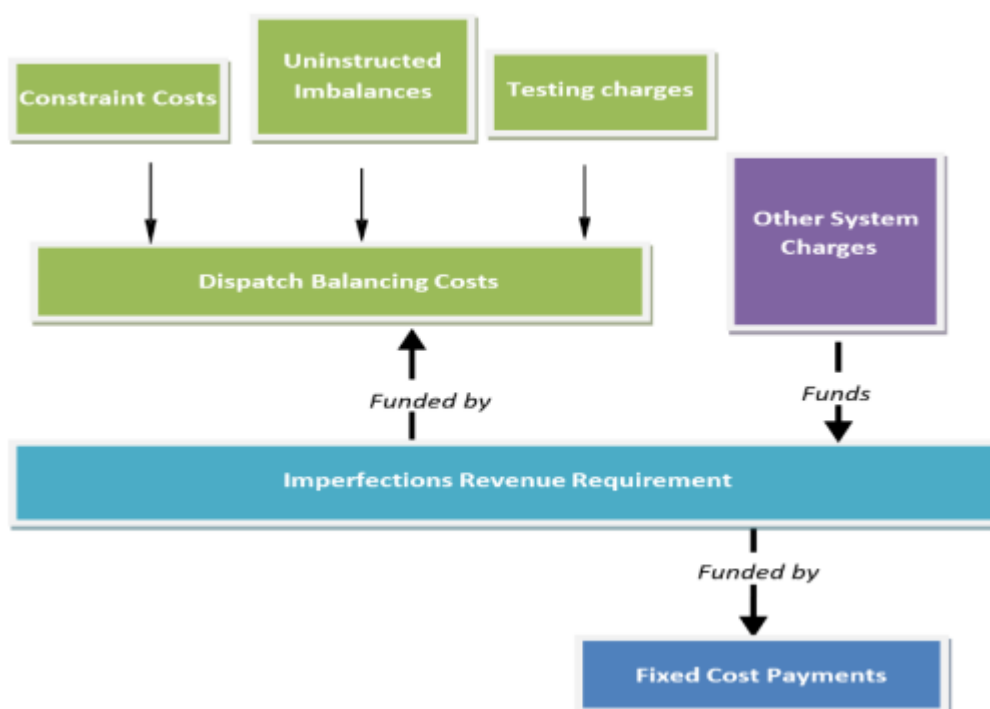 Constraint Costs
Uninstructed
Imbalances
Testing charges
Other System
Charges
Dispatch Balancing Costs
Funded by
Funds
Imperfections Revenue Requirement
Funded by
Fixed Cost Payments